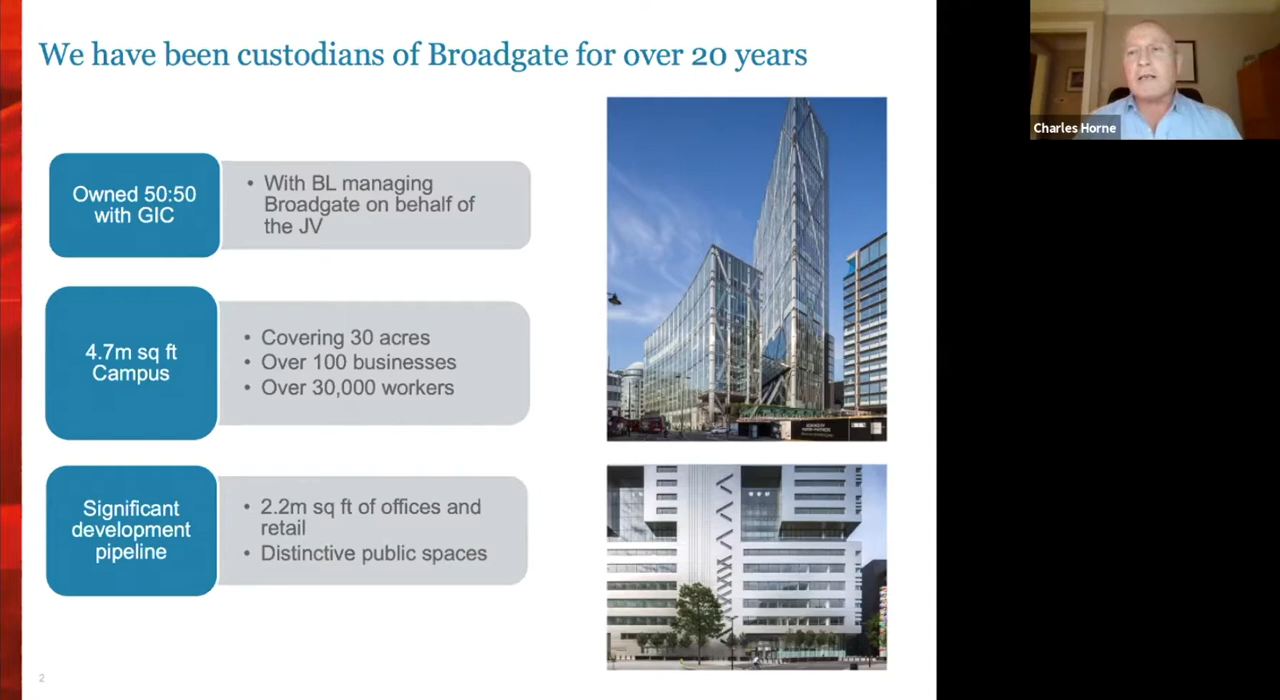 We have been custodians of Broadgate for over 20 years
Charles Horne
Owned 50:50
with GIC
• With BL managing
Broadgate on behalf of
the JV
4.7m sq ft
Campus
• Covering 30 acres
• Over 100 businesses
• Over 30,000 workers
Significant
development
pipeline
• 2.2m sq ft of offices and
retail
• Distinctive public spaces
2